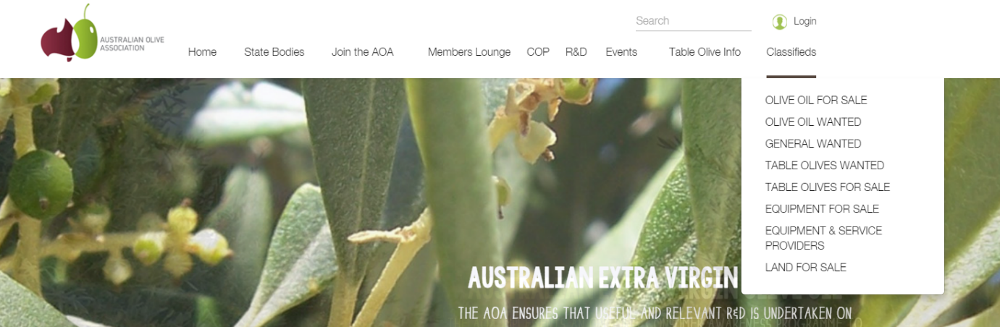 AUSTRALIAN OLIVE
ASSOCIATION
Search
Login
Home
State Bodies
Join the AOA
Members Lounge
COP
R&D
Events
Table Olive Info
Classifieds
OLIVE OIL FOR SALE
OLIVE OIL WANTED
GENERAL WANTED
TABLE OLIVES WANTED
TABLE OLIVES FOR SALE
EQUIPMENT FOR SALE
EQUIPMENT & SERVICE
PROVIDERS
LAND FOR SALE
AUSTRALIAN EXTRA VIRGIN
THE AOA ENSURES THAT USEFUL AND RELEVANT R&D IS UNDERTAKEN ON